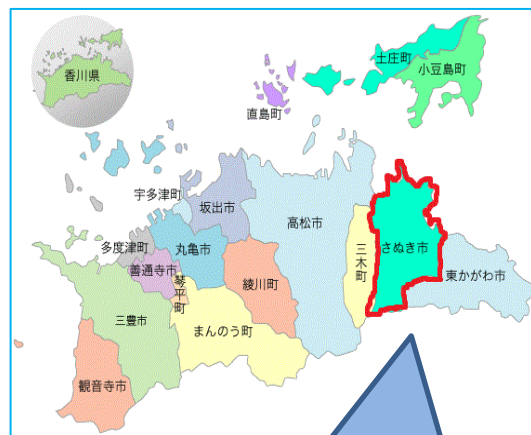 香川県
土庄町
小豆島町
直島町
宇多津町
坂出市
高松市
さぬき市
多度津町
丸亀市
三木町
善通寺市
琴平町
綾川町
東かがわ市
三豊市
まんのう町
観音寺市